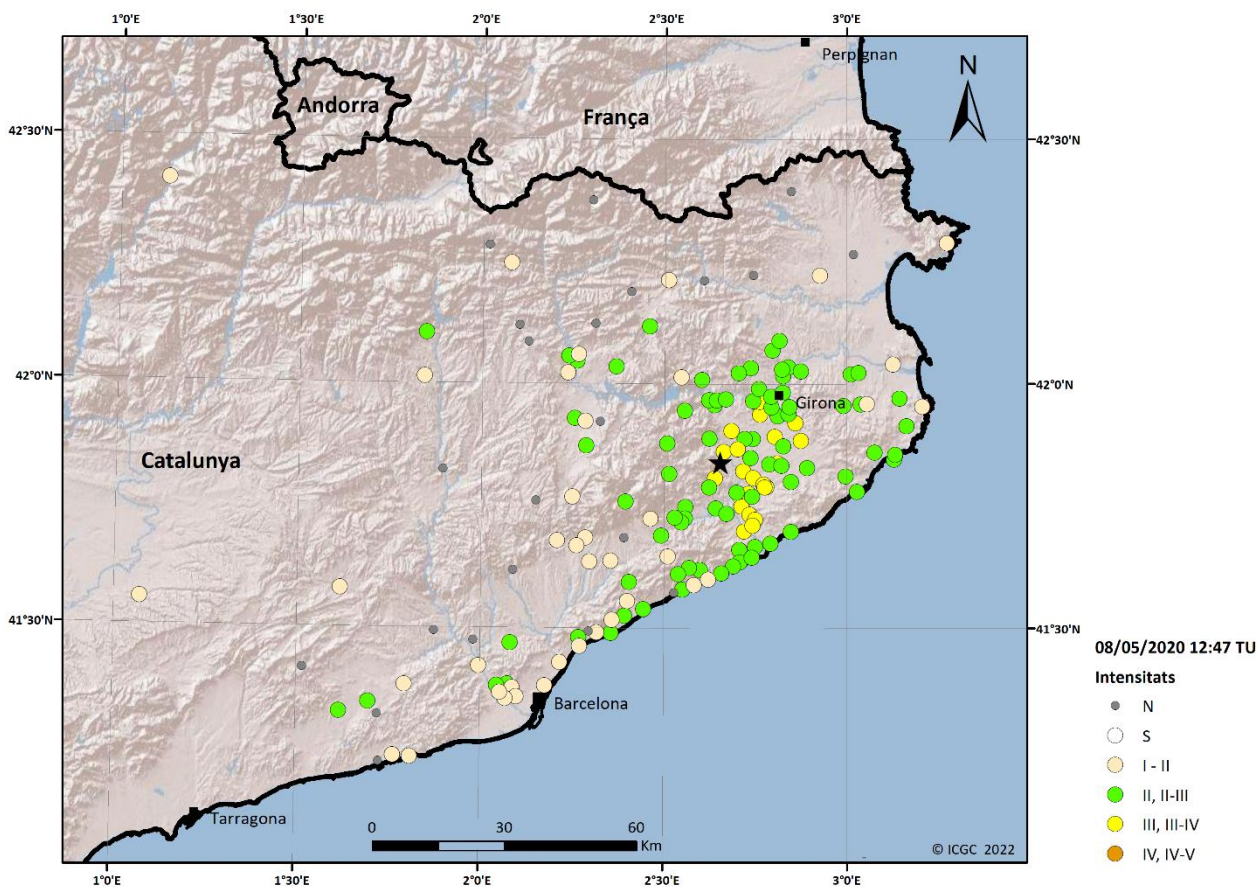 1°0'E 1°30'E 2°0'E 2°30'E 3°0'E
Perpignan
N
Andorra
França
42°30'N 42°30'N
42°0'N 42°0'N
Girona
Catalunya
41°30'N 41°30'N
08/05/2020 12:47 TU
Intensitats
N
S
I - II
II, II-III
III, III-IV
IV, IV-V
Barcelona
Tarragona
0 30 60
Km
© ICGC 2022
1°0'E 1°30'E 2°0'E 2°30'E 3°0'E